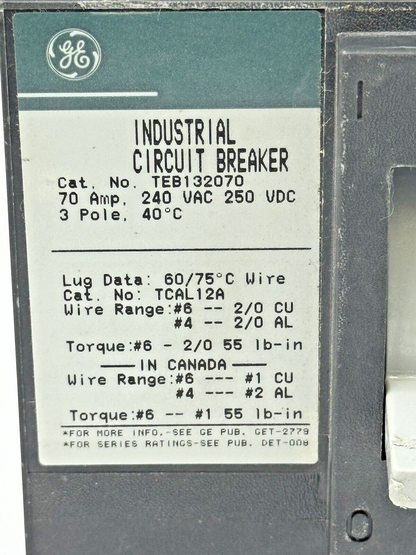 GE
INDUSTRIAL
CIRCUIT BREAKER
Cat. No. TEB132070
70 Amp. 240 VAC 250 VDC
3 Pole. 40°C
Lug Data: 60/75°C Wire
Cat. No: TCAL12A
Wire Range:#6 -- 2/0 CU
#4 -- 2/0 AL
Torque:#6 - 2/0 55 lb-in
IN CANADA
Wire Range:#6 --- #1 CU
#4 --- #2 AL
Torque:#6 -- #1 55 lb-in
*FOR MORE INFO.-SEE GE PUB. GET-2779
*FOR SERIES RATINGS-SEE PUB. DET-008
I
O